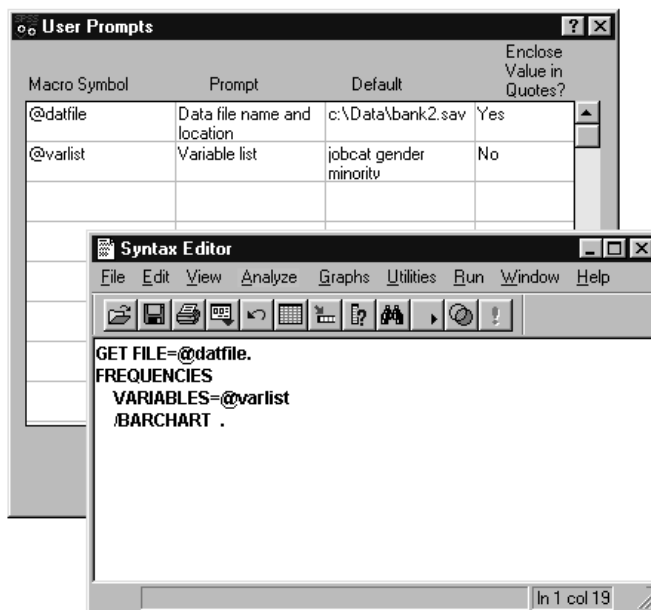 SPSS
User Prompts
Macro Symbol
Prompt
Default
Enclose
Value in
Quotes?
@datfile
Data file name and
location
c:\Data\bank2.sav
Yes
@varlist
Variable list
jobcat gender
minority
No
Syntax Editor
File Edit View Analyze Graphs Utilities Run Window Help
GET FILE=@datfile.
FREQUENCIES
VARIABLES=@varlist
/BARCHART .
In 1 col 19